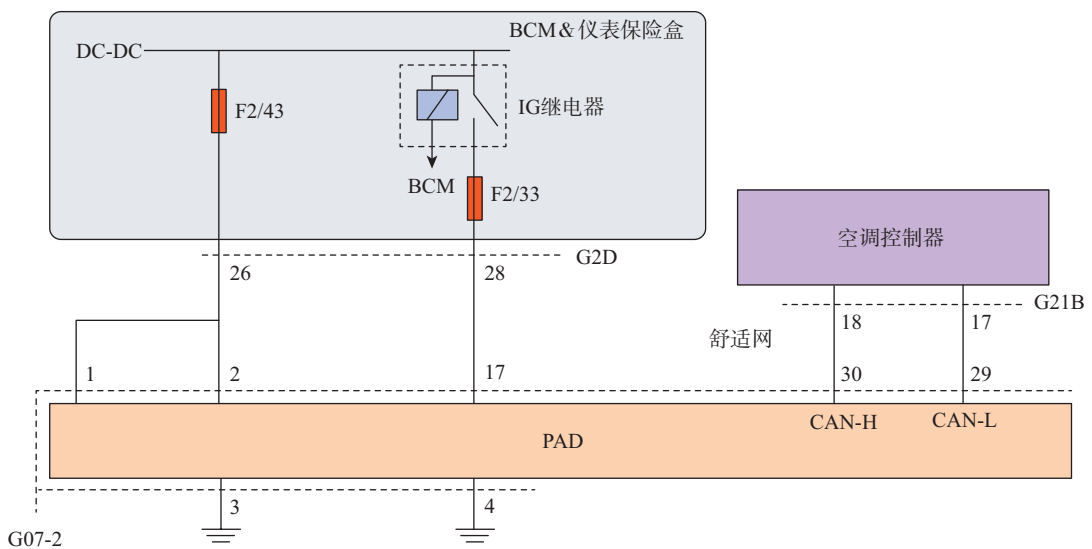 BCM&仪表保险盒
DC-DC
F2/43
IG继电器
BCM
F2/33
空调控制器
G2D
26
28
G21B
18
17
舒适网
1
2
17
30
29
CAN-H
CAN-L
PAD
3
4
G07-2